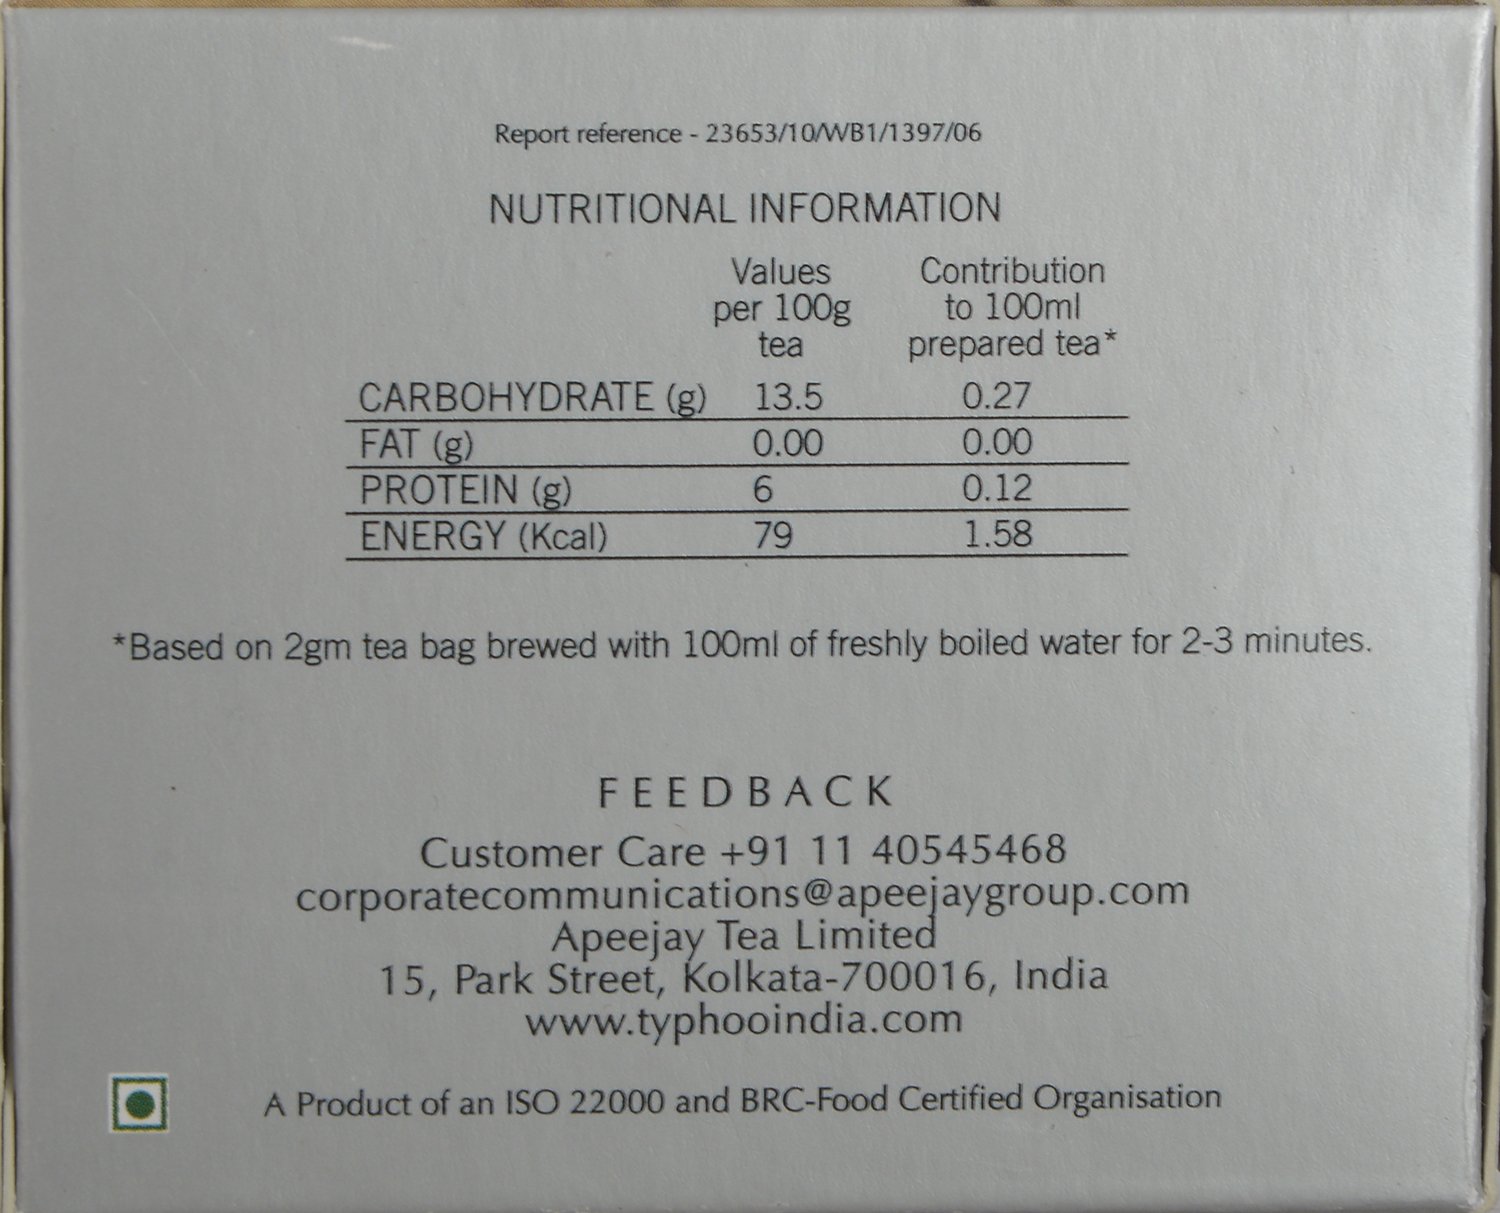 Report reference - 23653/10/WB1/1397/06
NUTRITIONAL INFORMATION
Values Contribution
per 100g to 100ml
tea prepared tea*
CARBOHYDRATE (g) 13.5 0.27
FAT (g) 0.00 0.00
PROTEIN (g) 6 0.12
ENERGY (Kcal) 79 1.58
*Based on 2gm tea bag brewed with 100ml of freshly boiled water for 2-3 minutes.
FEEDBACK
Customer Care +91 11 40545468
corporatecommunications@apeejaygroup.com
Apeejay Tea Limited
15, Park Street, Kolkata-700016, India
www.typhooindia.com
A Product of an ISO 22000 and BRC-Food Certified Organisation